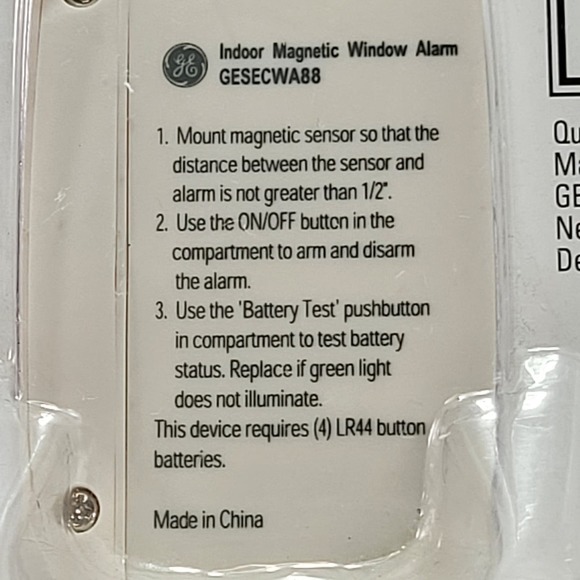 GE
Indoor Magnetic Window Alarm
GESECWA88
1. Mount magnetic sensor so that the
distance between the sensor and
alarm is not greater than 1/2".
2. Use the ON/OFF button in the
compartment to arm and disarm
the alarm.
3. Use the 'Battery Test' pushbutton
in compartment to test battery
status. Replace if green light
does not illuminate.
This device requires (4) LR44 button
batteries.
Made in China
GE